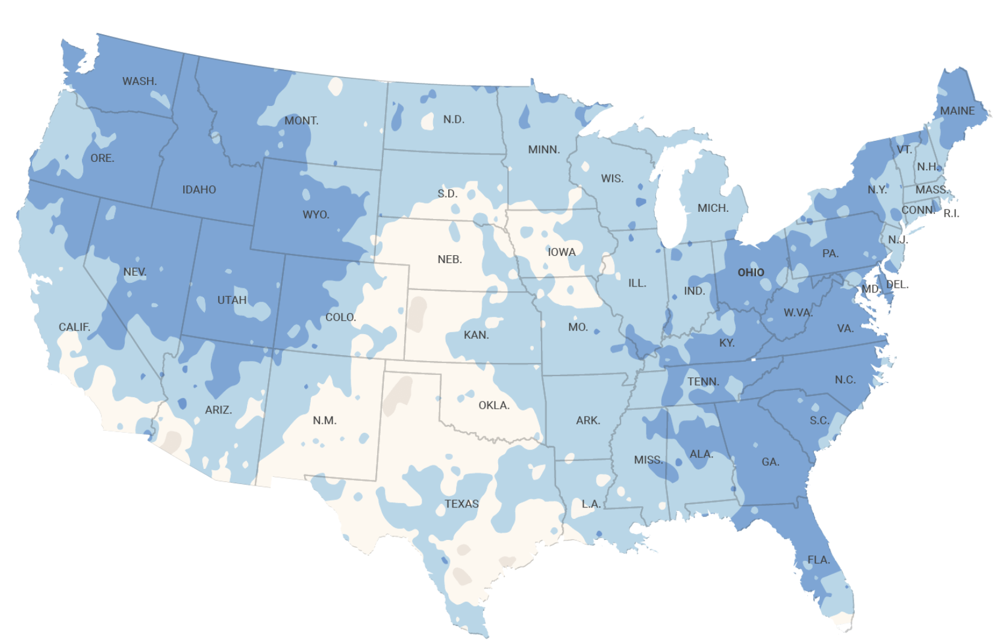 WASH.
MAINE
MONT.
N.D.
MINN.
VT.
ORE.
N.H.
IDAHO
WIS.
N.Y.
MASS.
S.D.
WYO.
MICH.
CONN.
R.I.
N.J.
IOWA
PA.
NEB.
NEV.
OHIO
ILL.
DEL.
MD.
IND.
UTAH
W.VA.
COLO.
CALIF.
KAN.
MO.
VA.
KY.
TENN.
N.C.
ARIZ.
OKLA.
N.M.
ARK.
S.C.
MISS.
ALA.
GA.
TEXAS
L.A.
FLA.